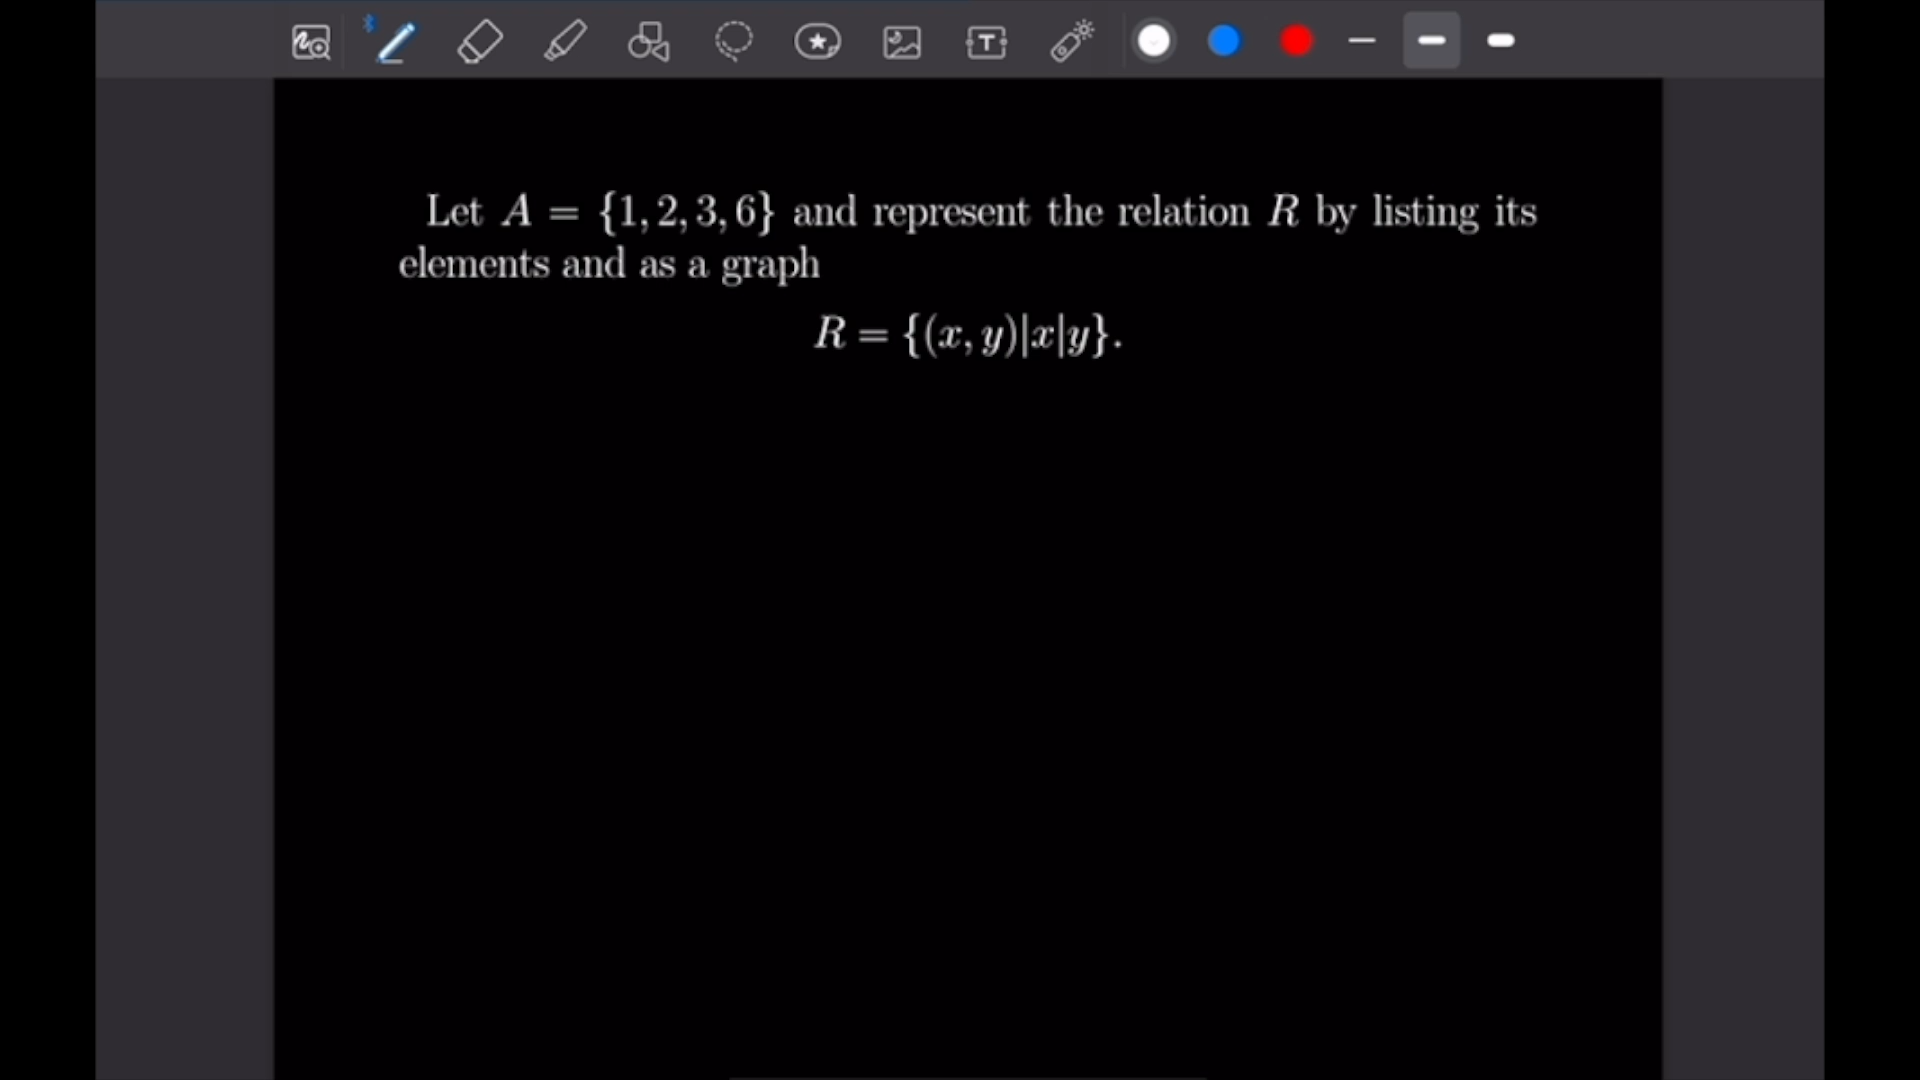 Let A = {1, 2, 3, 6} and represent the relation R by listing its
elements and as a graph
R = {(x, y)|x|y}.